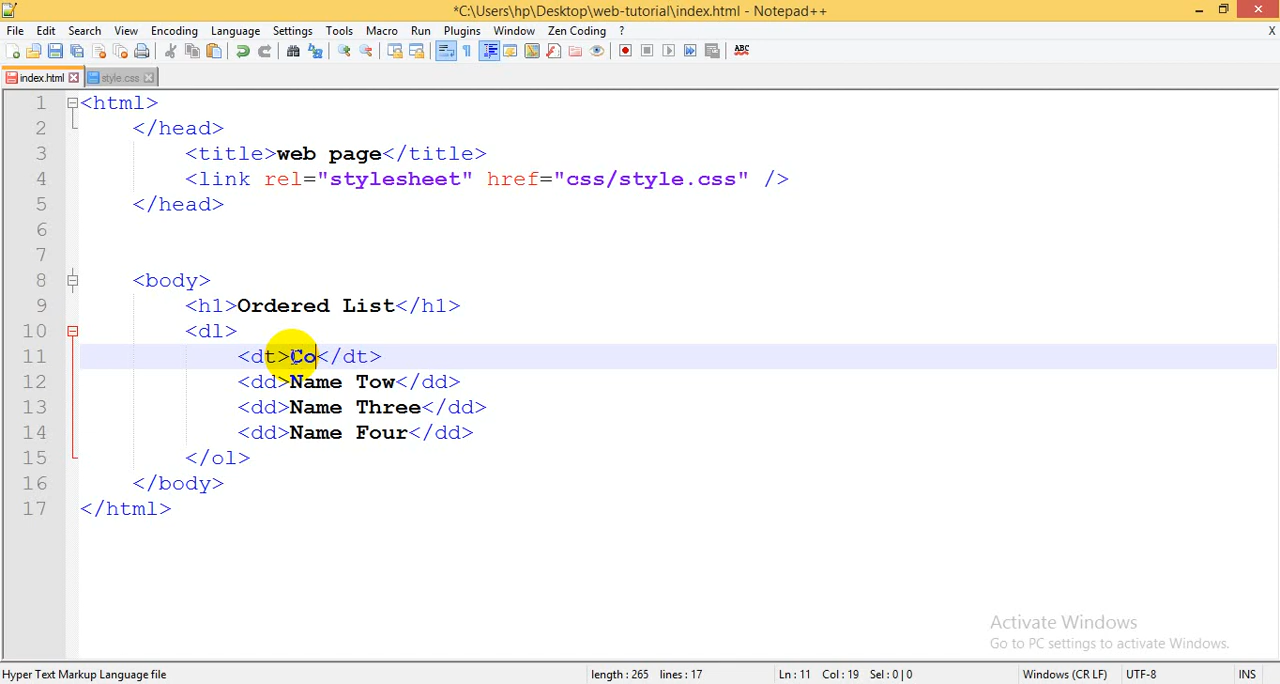 *C:\Users\hp\Desktop\web-tutorial\index.html - Notepad++
File Edit Search View Encoding Language Settings Tools Macro Run Plugins Window Zen Coding ? X
ABC
index.html style.css
1 <html>
2 </head>
3 <title>web page</title>
4 <link rel="stylesheet" href="css/style.css" />
5 </head>
6
7
8 <body>
9 <h1>Ordered List</h1>
10 <dl>
11 <dt>Co</dt>
12 <dd>Name Tow</dd>
13 <dd>Name Three</dd>
14 <dd>Name Four</dd>
15 </ol>
16 </body>
17 </html>
Activate Windows
Go to PC settings to activate Windows.
Hyper Text Markup Language file length : 265 lines : 17 Ln : 11 Col : 19 Sel : 0 | 0 Windows (CR LF) UTF-8 INS